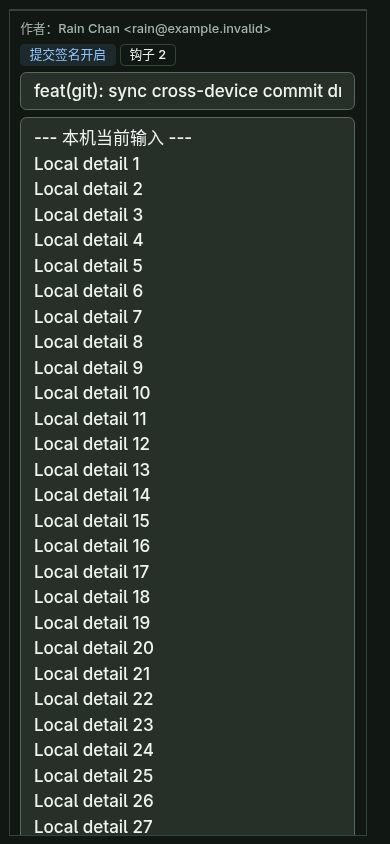 作者：Rain Chan <rain@example.invalid>
提交签名开启 钩子 2
feat(git): sync cross-device commit
--- 本机当前输入 ---
Local detail 1
Local detail 2
Local detail 3
Local detail 4
Local detail 5
Local detail 6
Local detail 7
Local detail 8
Local detail 9
Local detail 10
Local detail 11
Local detail 12
Local detail 13
Local detail 14
Local detail 15
Local detail 16
Local detail 17
Local detail 18
Local detail 19
Local detail 20
Local detail 21
Local detail 22
Local detail 23
Local detail 24
Local detail 25
Local detail 26
Local detail 27